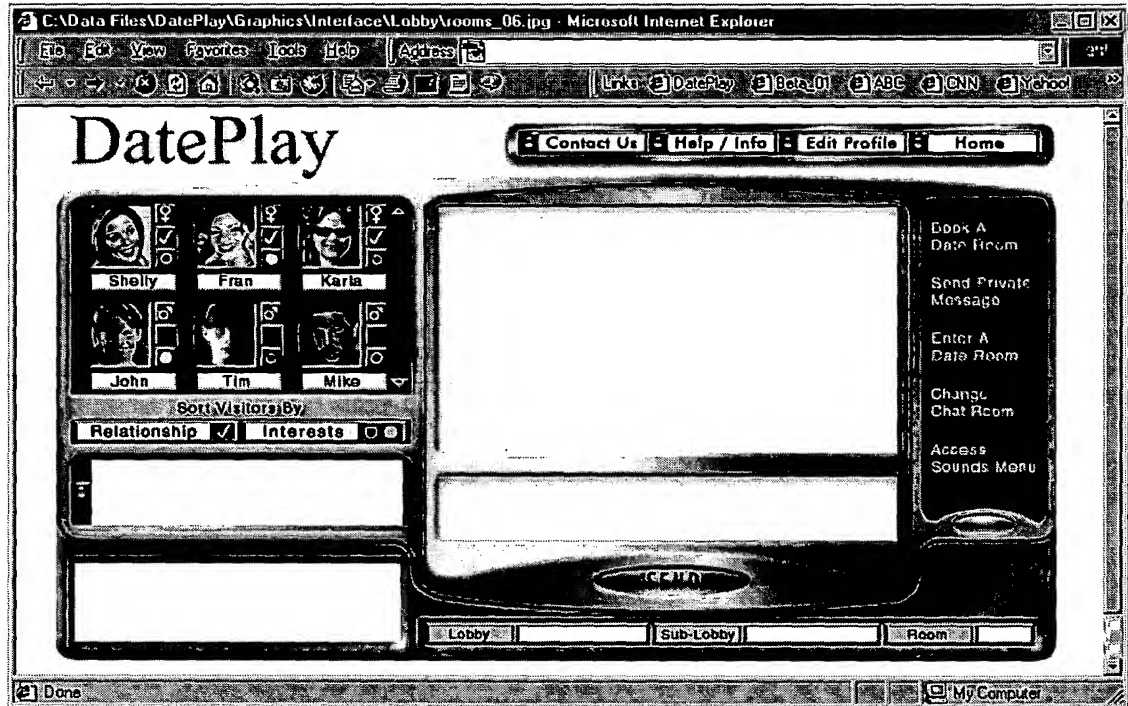 C:\Data Files\DatePlay\Graphics\Interface\Lobby\rooms_06.jpg - Microsoft Internet Explorer
File Edit View Favorites Tools Help Address
Links DatePlay Beta_01 ABC CNN Yahoo!
DatePlay
Contact Us Help / Info Edit Profile Home
Shelly Fran Karla
John Tim Mike
Sort Visitors By
Relationship Interests
Book A
Date Room
Send Private
Message
Enter A
Date Room
Change
Chat Room
Access
Sounds Menu
SEND
Lobby Sub-Lobby Room
Done My Computer